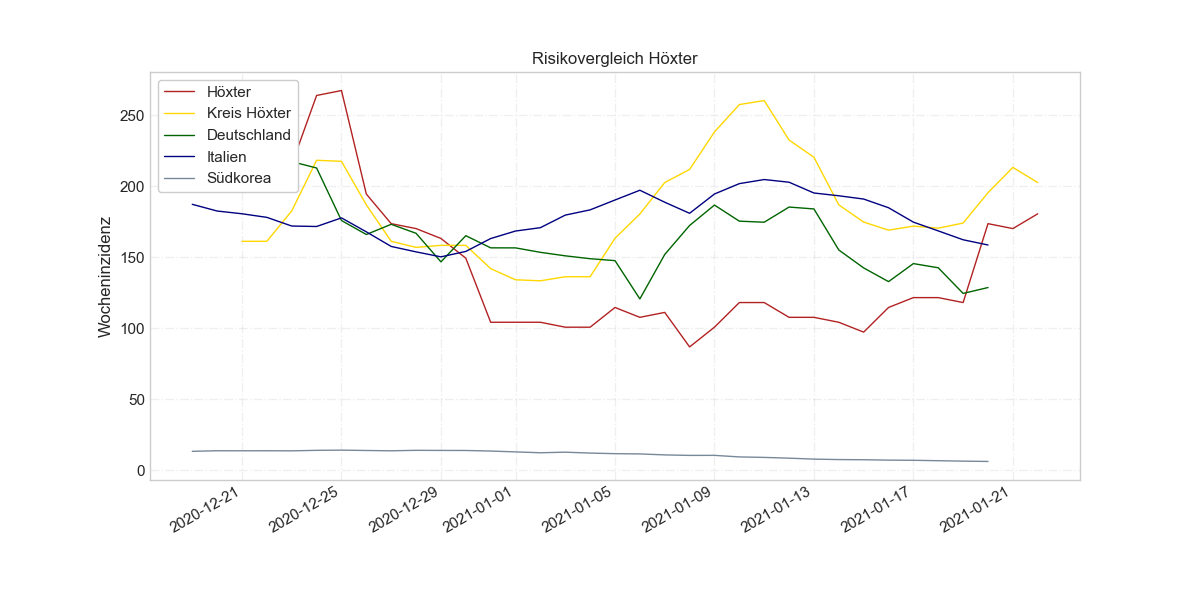 Risikovergleich Höxter
Höxter
Kreis Höxter
Deutschland
Italien
Südkorea
Wocheninzidenz
250
200
150
100
50
0
2020-12-21
2020-12-25
2020-12-29
2021-01-01
2021-01-05
2021-01-09
2021-01-13
2021-01-17
2021-01-21